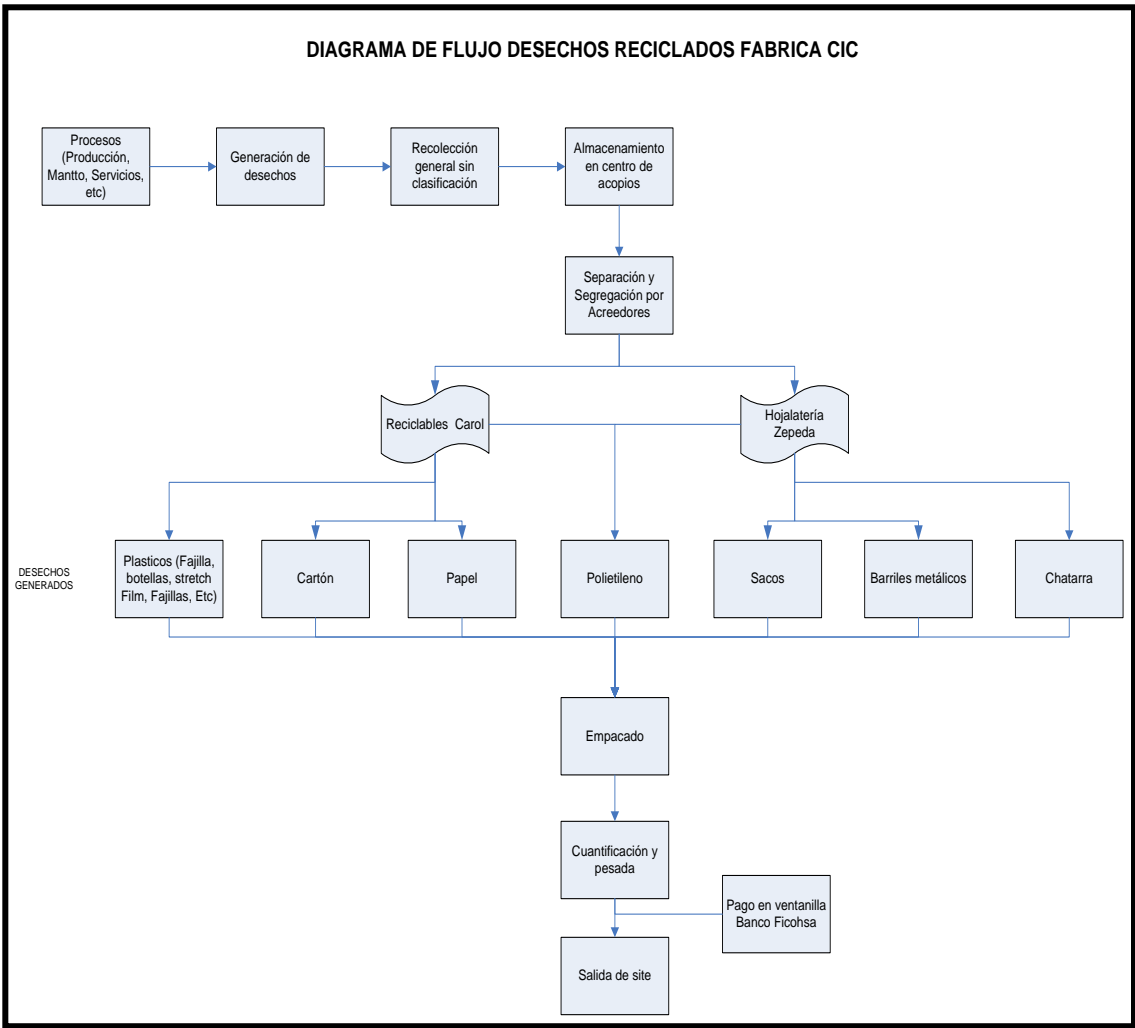 DIAGRAMA DE FLUJO DESECHOS RECICLADOS FABRICA CIC
Procesos
(Producción,
Mantto, Servicios,
etc)
Generación de
desechos
Recolección
general sin
clasificación
Almacenamiento
en centro de
acopios
Separación y
Segregación por
Acreedores
Reciclables Carol
Hojalatería
Zepeda
DESECHOS
GENERADOS
Plasticos (Fajilla,
botellas, stretch
Film, Fajillas, Etc)
Cartón
Papel
Polietileno
Sacos
Barriles metálicos
Chatarra
Empacado
Cuantificación y
pesada
Pago en ventanilla
Banco Ficohsa
Salida de site